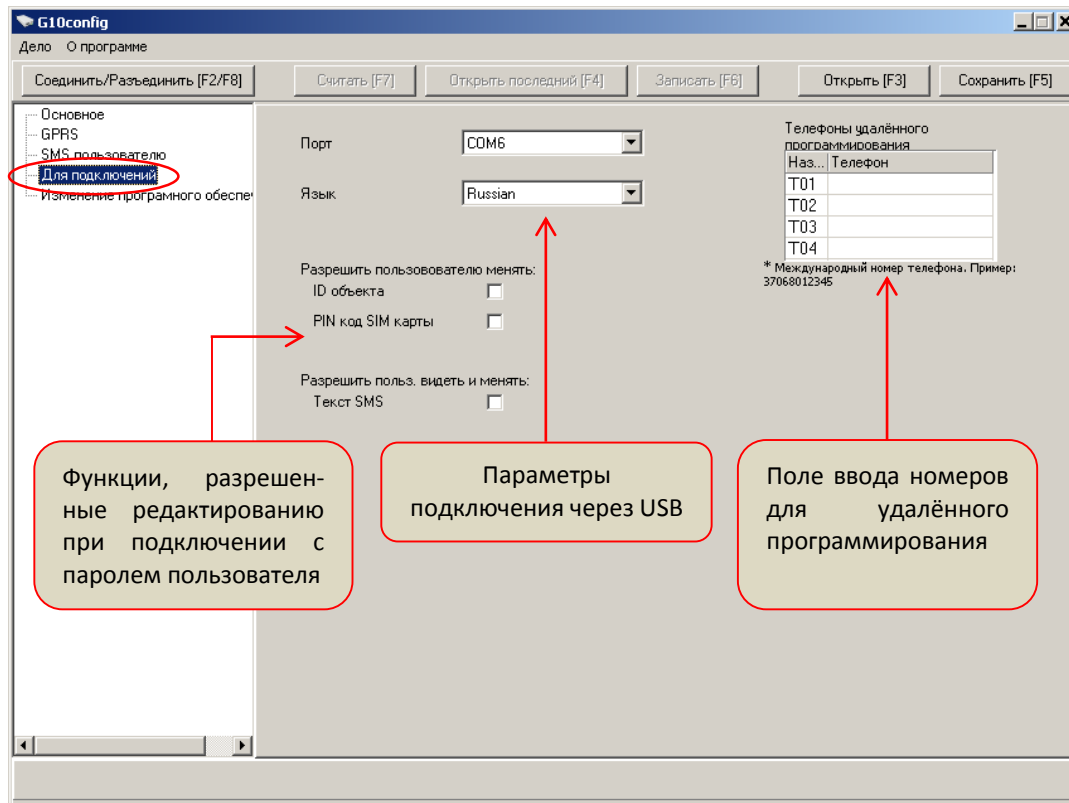 G10config
Дело О программе
Соединить/Разъединить [F2/F8] Считать [F7] Открыть последний [F4] Записать [F6] Открыть [F3] Сохранить [F5]
Основное
GPRS
SMS пользователю
Для подключений
Изменение програмного обеспе
Порт COM6
Язык Russian
Разрешить пользовователю менять:
ID объекта
PIN код SIM карты
Разрешить польз. видеть и менять:
Текст SMS
Телефоны удалённого
программирования
Наз... Телефон
T01
T02
T03
T04
* Международный номер телефона. Пример:
37068012345
Функции, разрешен-
ные редактированию
при подключении с
паролем пользователя
Параметры
подключения через USB
Поле ввода номеров
для удалённого
программирования